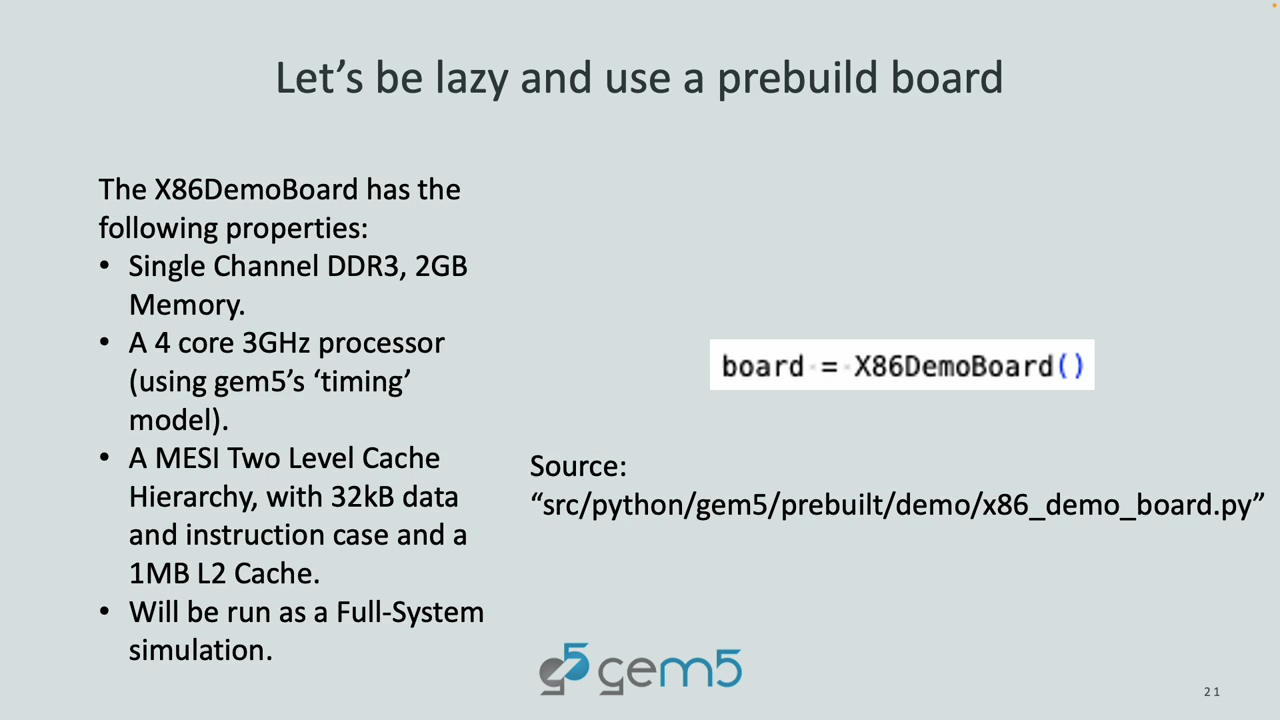 Let’s be lazy and use a prebuild board
The X86DemoBoard has the
following properties:
• Single Channel DDR3, 2GB
Memory.
• A 4 core 3GHz processor
(using gem5’s ‘timing’
model).
• A MESI Two Level Cache
Hierarchy, with 32kB data
and instruction case and a
1MB L2 Cache.
• Will be run as a Full-System
simulation.
board = X86DemoBoard()
Source:
“src/python/gem5/prebuilt/demo/x86_demo_board.py”
g5 gem5
21